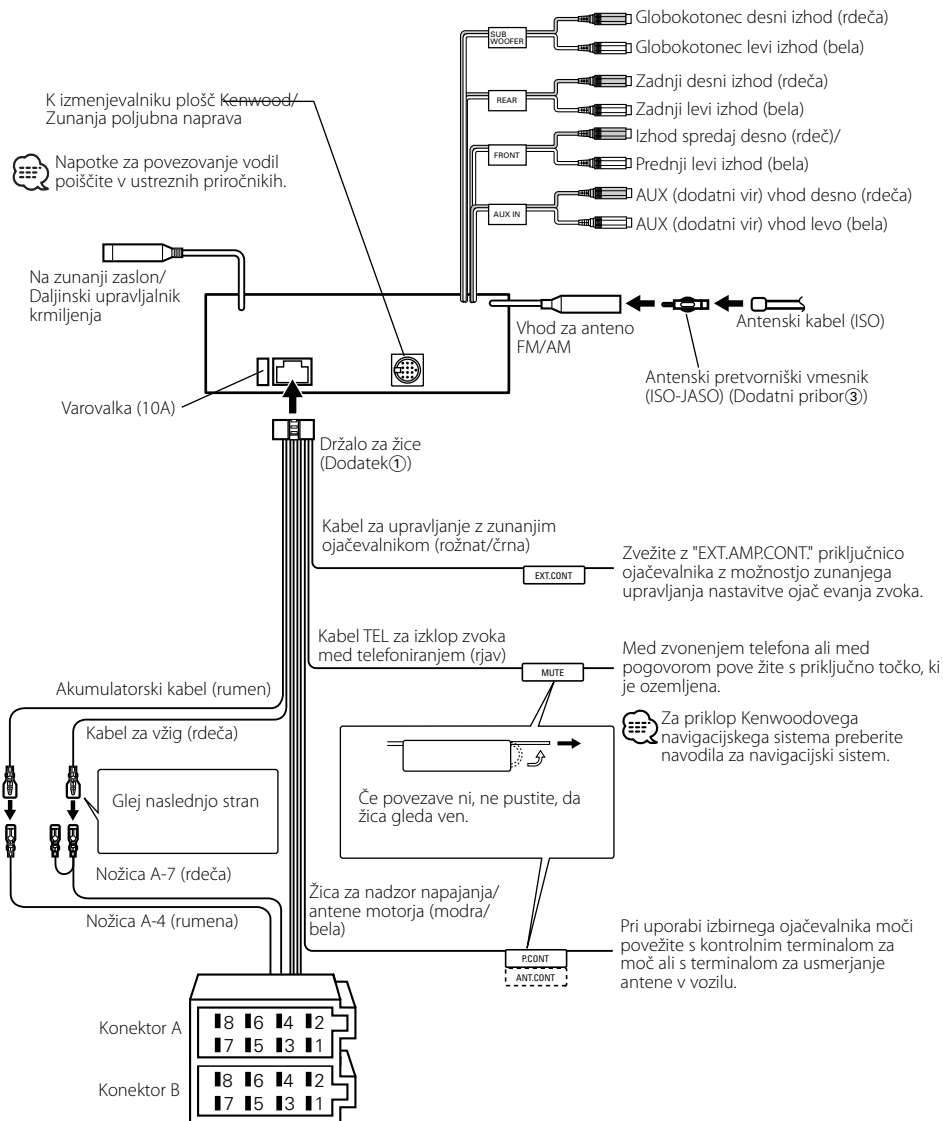 Globokotonec desni izhod (rdeča)
SUB
WOOFER
Globokotonec levi izhod (bela)
K izmenjevalniku plošč Kenwood/
Zunanja poljubna naprava
Zadnji desni izhod (rdeča)
REAR
Zadnji levi izhod (bela)
Izhod spredaj desno (rdeč)/
FRONT
Prednji levi izhod (bela)
Napotke za povezovanje vodil
poiščite v ustreznih priročnikih.
AUX (dodatni vir) vhod desno (rdeča)
AUX IN
AUX (dodatni vir) vhod levo (bela)
Na zunanji zaslon/
Daljinski upravljalnik
krmiljenja
Vhod za anteno
FM/AM
Antenski kabel (ISO)
Antenski pretvorniški vmesnik
(ISO-JASO) (Dodatni pribor③)
Varovalka (10A)
Držalo za žice
(Dodatek①)
Kabel za upravljanje z zunanjim
ojačevalnikom (rožnat/črna)
EXT.CONT
Zvežite z "EXT.AMP.CONT." priključnico
ojačevalnika z možnostjo zunanjega
upravljanja nastavitve ojač evanja zvoka.
Kabel TEL za izklop zvoka
med telefoniranjem (rjav)
MUTE
Med zvonenjem telefona ali med
pogovorom pove žite s priključno točko, ki
je ozemljena.
Za priklop Kenwoodovega
navigacijskega sistema preberite
navodila za navigacijski sistem.
Akumulatorski kabel (rumen)
Kabel za vžig (rdeča)
Glej naslednjo stran
Če povezave ni, ne pustite, da
žica gleda ven.
Nožica A-7 (rdeča)
Nožica A-4 (rumena)
Žica za nadzor napajanja/
antene motorja (modra/
bela)
P.CONT
ANT.CONT
Pri uporabi izbirnega ojačevalnika moči
povežite s kontrolnim terminalom za
moč ali s terminalom za usmerjanje
antene v vozilu.
Konektor A
8 6 4 2
7 5 3 1
Konektor B
8 6 4 2
7 5 3 1